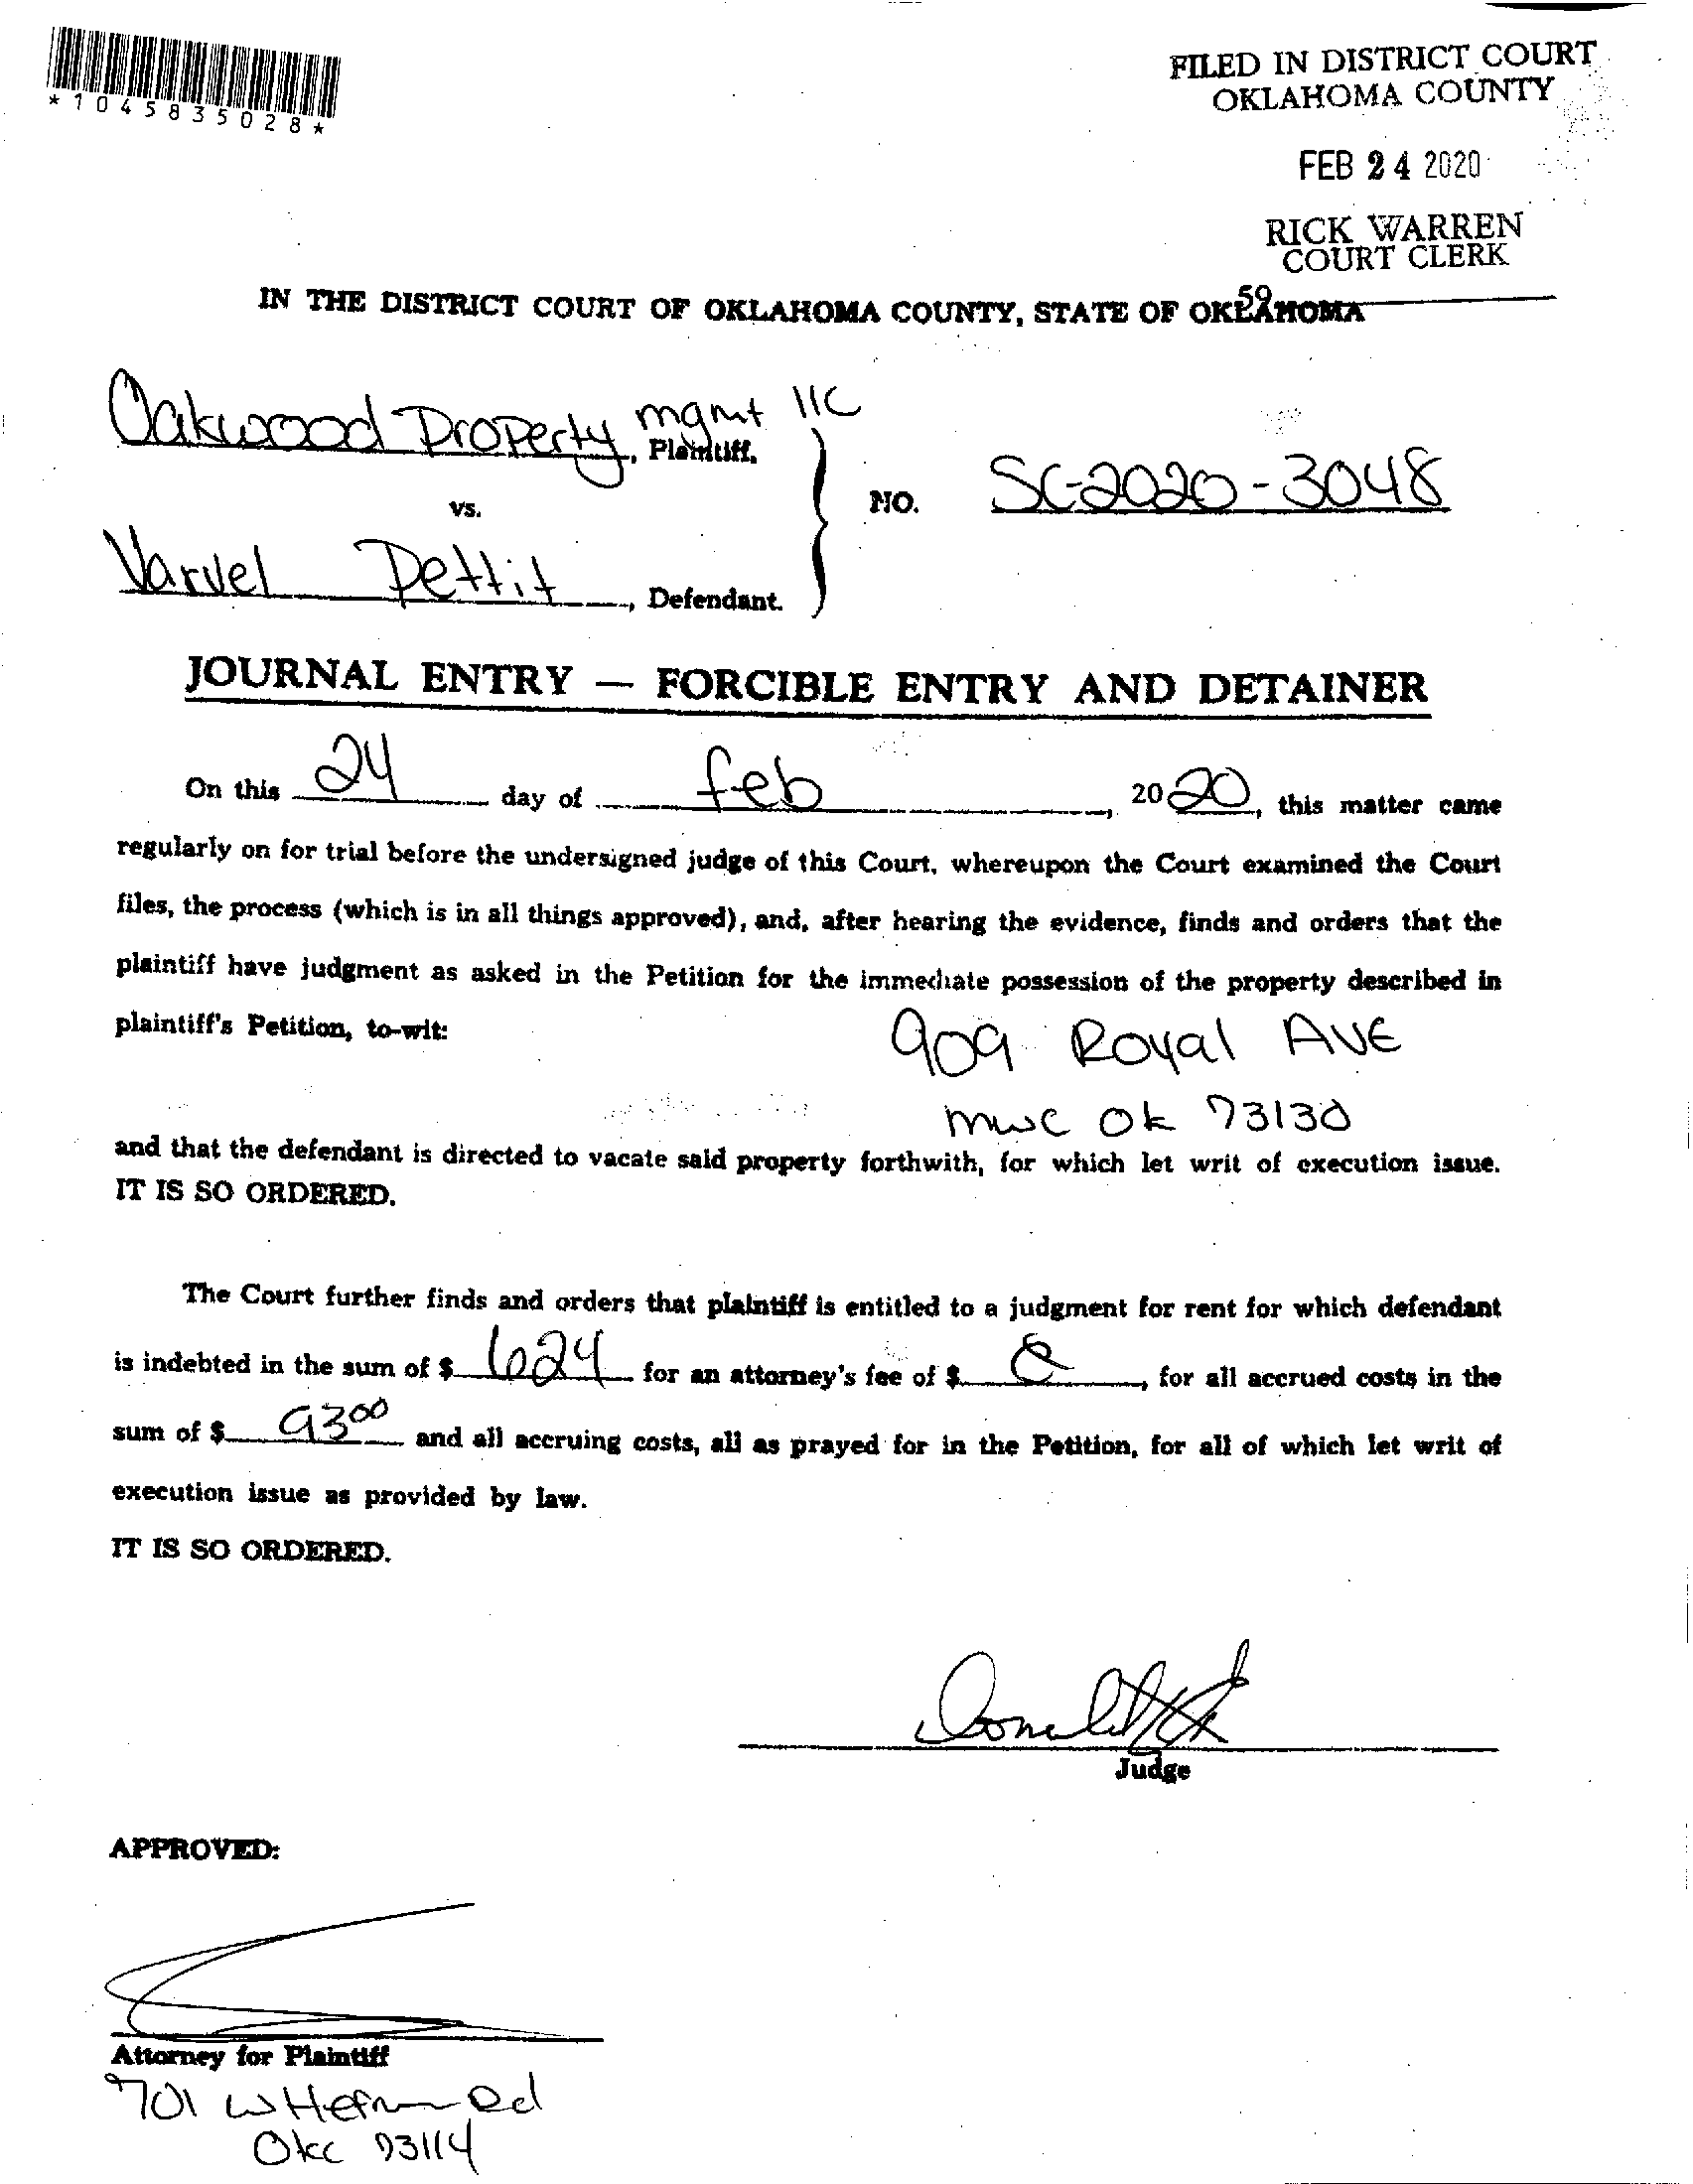 *1045835028*
FILED IN DISTRICT COURT
OKLAHOMA COUNTY
FEB 24 2020
RICK WARREN
COURT CLERK
59
IN THE DISTRICT COURT OF OKLAHOMA COUNTY, STATE OF OKLAHOMA
Oakwood Property mgmt llc
, Plaintiff,
vs.
NO. SC-2020-3048
Varvel Pettit, Defendant.
JOURNAL ENTRY — FORCIBLE ENTRY AND DETAINER
On this 24 day of feb, 2020, this matter came
regularly on for trial before the undersigned judge of this Court, whereupon the Court examined the Court
files, the process (which is in all things approved), and, after hearing the evidence, finds and orders that the
plaintiff have judgment as asked in the Petition for the immediate possession of the property described in
plaintiff's Petition, to-wit: 909 Royal AVE
mwc Ok 73130
and that the defendant is directed to vacate said property forthwith, for which let writ of execution issue.
IT IS SO ORDERED.
The Court further finds and orders that plaintiff is entitled to a judgment for rent for which defendant
is indebted in the sum of $ 624 for an attorney's fee of $, for all accrued costs in the
sum of $ 93 00 and all accruing costs, all as prayed for in the Petition, for all of which let writ of
execution issue as provided by law.
IT IS SO ORDERED.
Judge
APPROVED:
Attorney for Plaintiff
701 W Hefner Rd
Okc 73114